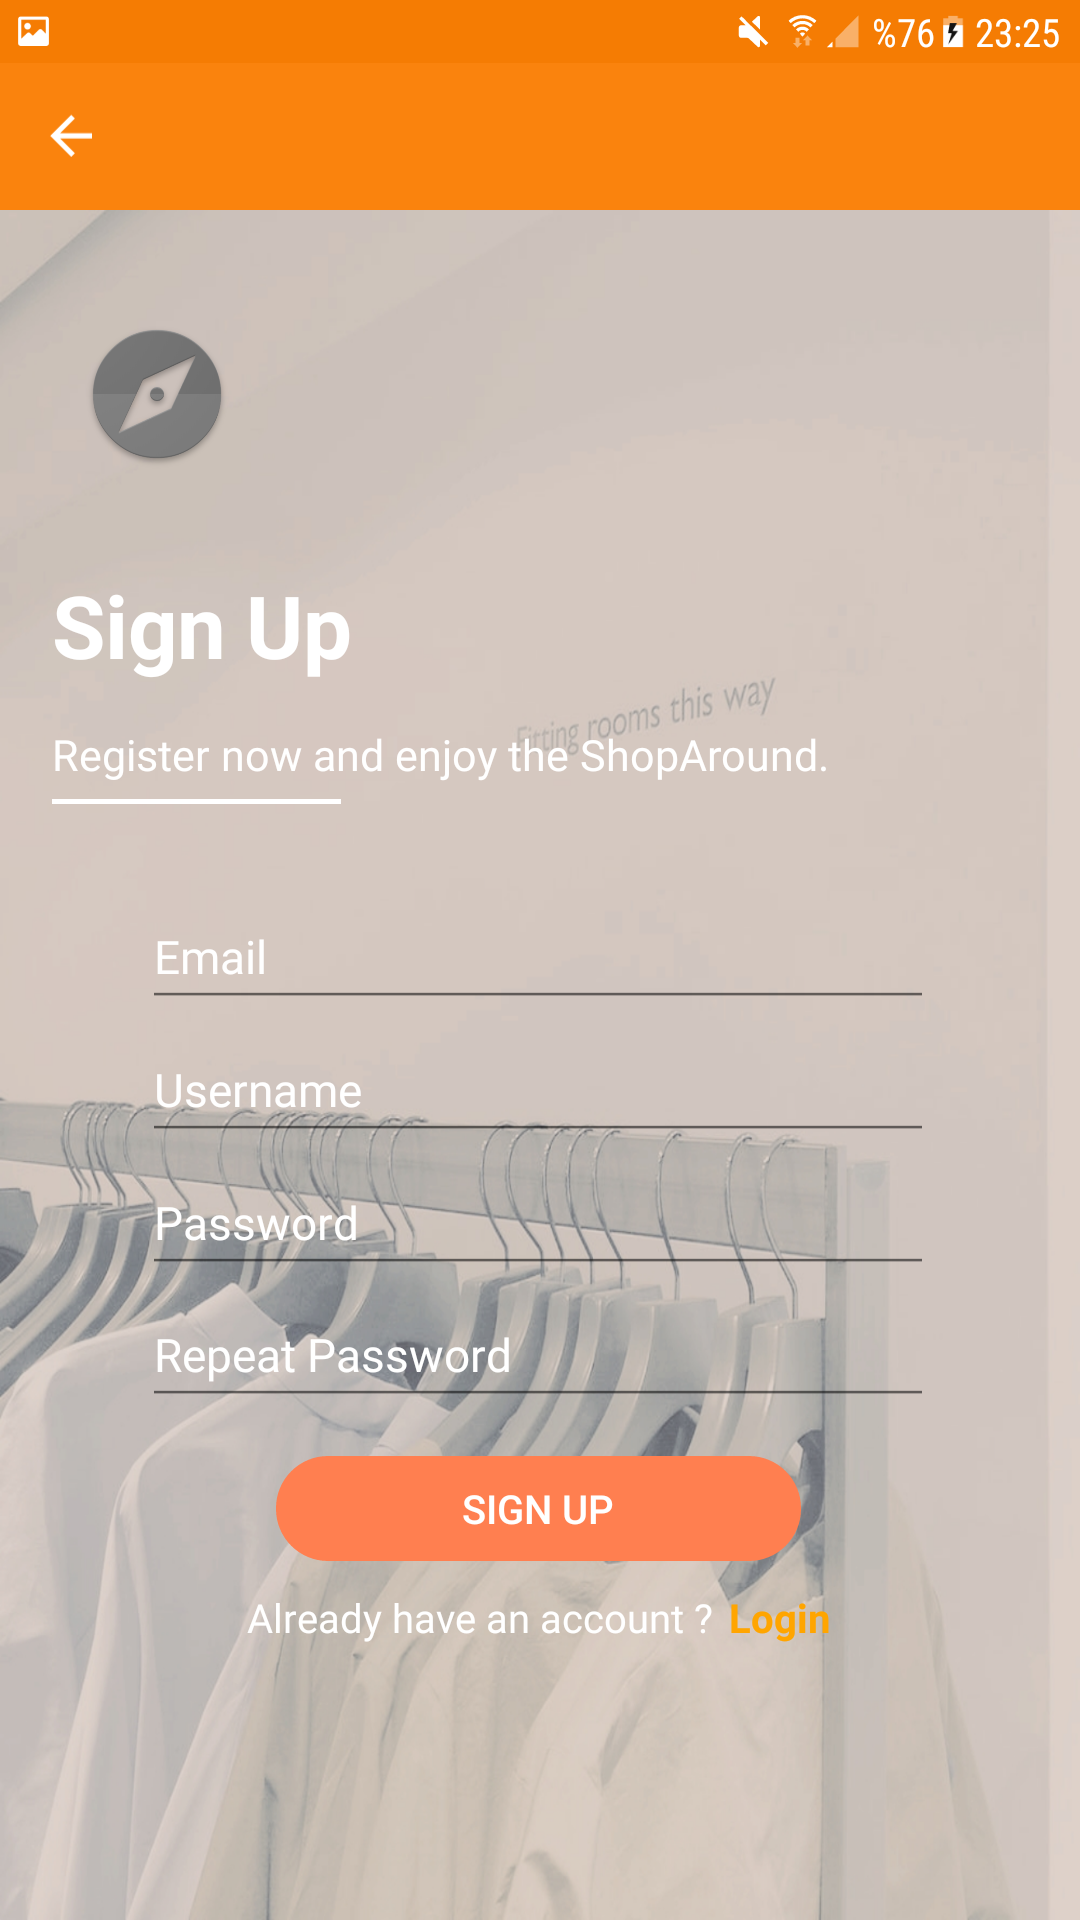 %76 23:25
Sign Up
Fitting rooms this way
Register now and enjoy the ShopAround.
Email
Username
Password
Repeat Password
SIGN UP
Already have an account ? Login